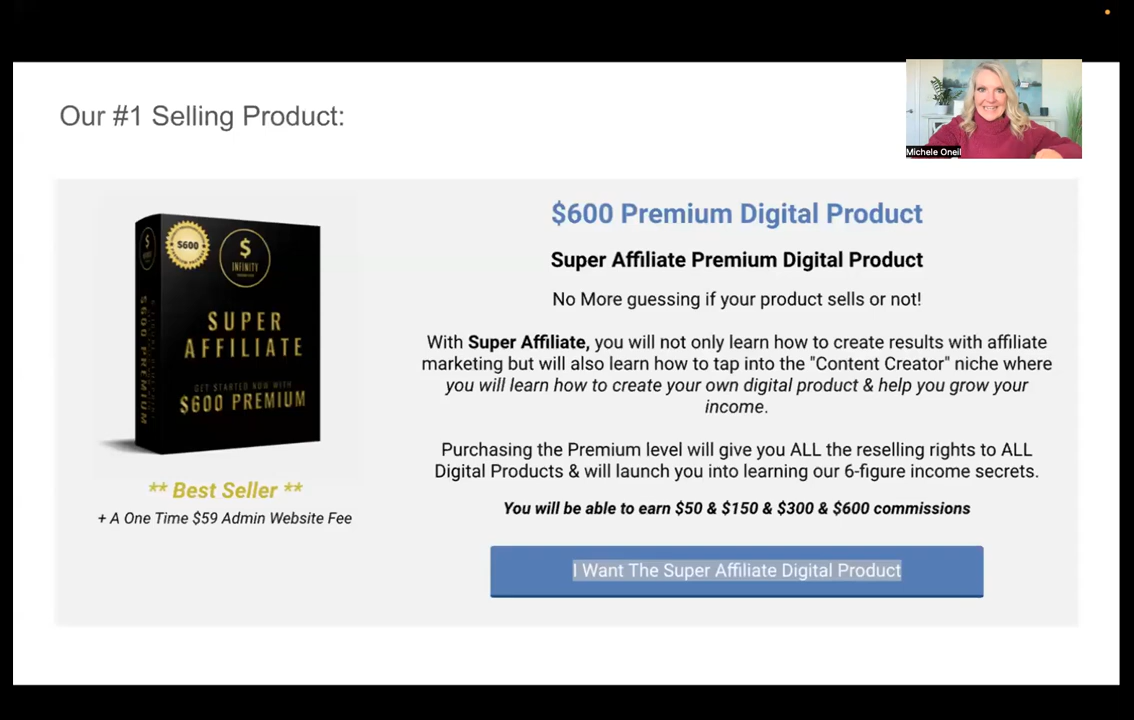 Our #1 Selling Product:
Michele Oneil
$600 Premium Digital Product
Super Affiliate Premium Digital Product
No More guessing if your product sells or not!
With Super Affiliate, you will not only learn how to create results with affiliate
marketing but will also learn how to tap into the "Content Creator" niche where
you will learn how to create your own digital product & help you grow your
income.
Purchasing the Premium level will give you ALL the reselling rights to ALL
Digital Products & will launch you into learning our 6-figure income secrets.
You will be able to earn $50 & $150 & $300 & $600 commissions
I Want The Super Affiliate Digital Product
$600
$
INFINITY
SUPER
AFFILIATE
GET STARTED NOW WITH
$600 PREMIUM
$600 PREMIUM
** Best Seller **
+ A One Time $59 Admin Website Fee